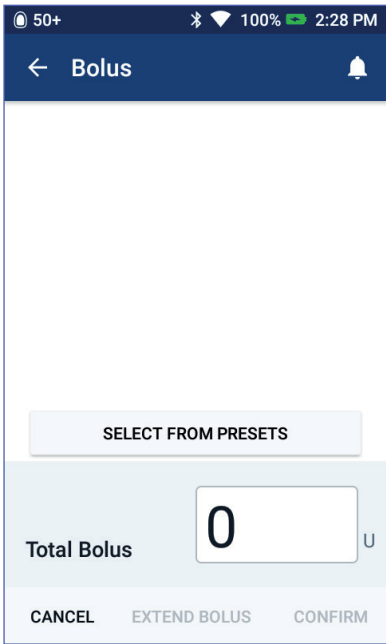 50+ 100% 2:28 PM
Bolus
SELECT FROM PRESETS
Total Bolus 0 U
CANCEL EXTEND BOLUS CONFIRM